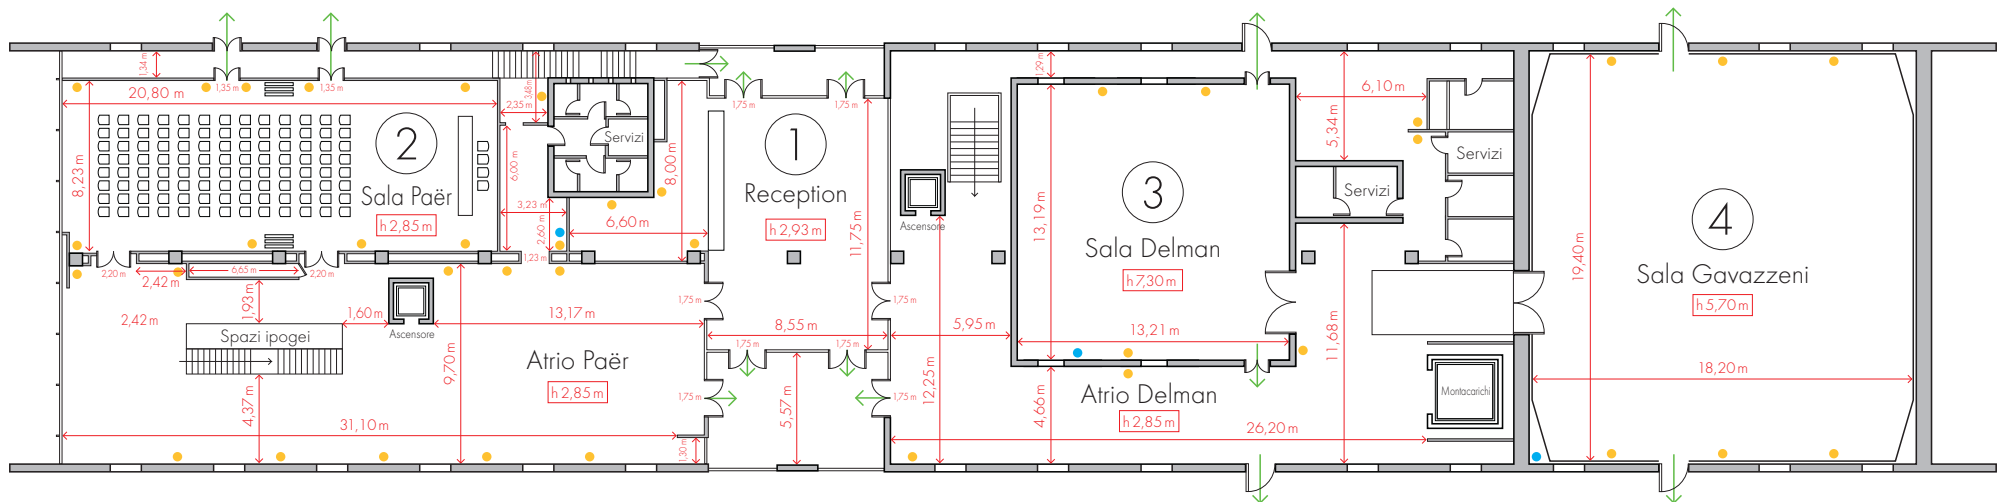 1,34 m
20,80 m
1,35 m
1,35 m
8,23 m
2
Sala Paër
h 2,85 m
2,20 m
2,20 m
2,42 m
6,65 m
1,93 m
2,42 m
Spazi ipogei
4,37 m
31,10 m
1,60 m
Ascensore
9,70 m
13,17 m
Atrio Paër
h 2,85 m
1,30 m
3,48 m
2,35 m
6,00 m
Servizi
3,23 m
2,60 m
1,23 m
8,00 m
6,60 m
1,75 m
1,75 m
1
Reception
h 2,93 m
11,75 m
1,75 m
1,75 m
8,55 m
1,75 m
1,75 m
1,75 m
1,75 m
5,57 m
Ascensore
5,95 m
12,25 m
1,29 m
13,19 m
3
Sala Delman
h 7,30 m
13,21 m
4,66 m
Atrio Delman
h 2,85 m
26,20 m
6,10 m
5,34 m
Servizi
Servizi
11,68 m
Montacarichi
19,40 m
4
Sala Gavazzeni
h 5,70 m
18,20 m